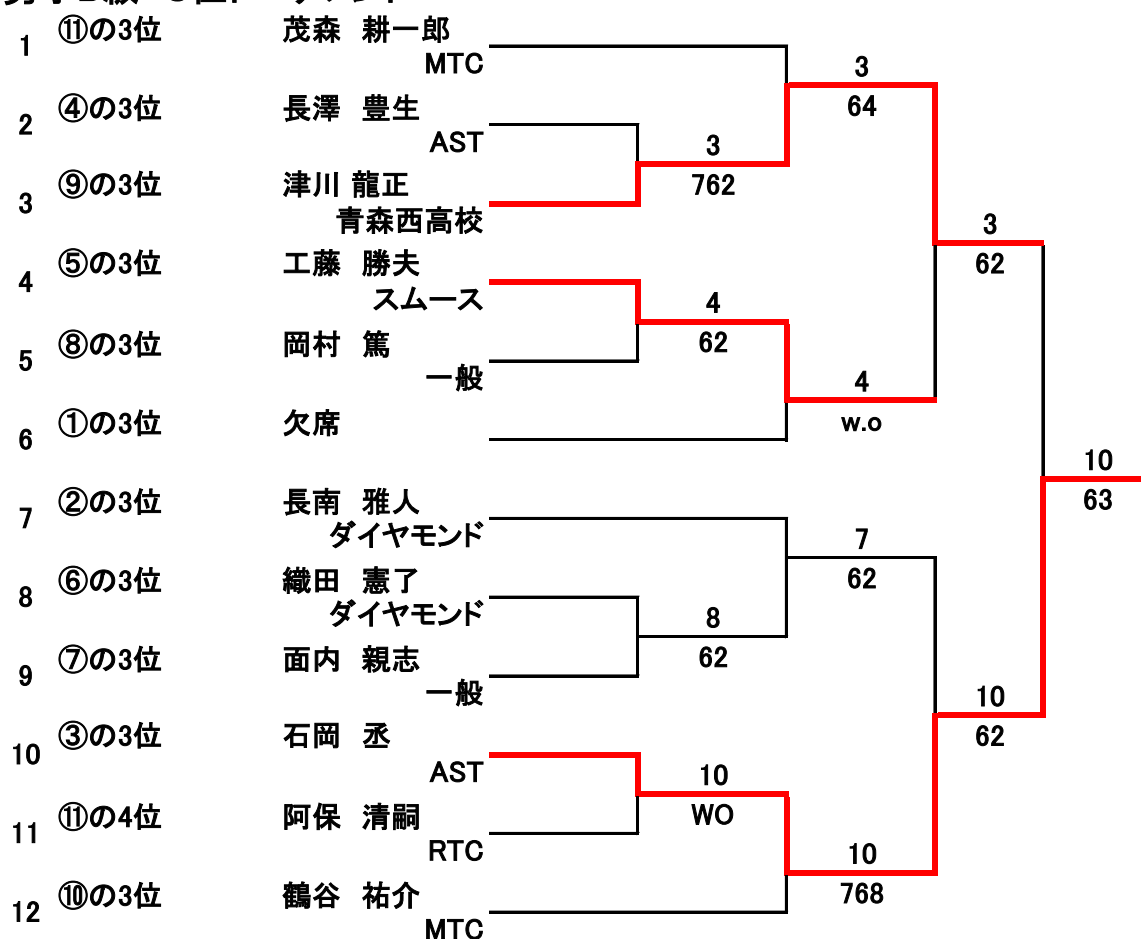 1 ⑪の3位 茂森 耕一郎
MTC
3
64
2 ④の3位 長澤 豊生
AST
3
762
3 ⑨の3位 津川 龍正
青森西高校
3
62
4 ⑤の3位 工藤 勝夫
スムース
4
62
5 ⑧の3位 岡村 篤
一般
4
w.o
6 ①の3位 欠席
10
63
7 ②の3位 長南 雅人
ダイヤモンド
7
62
8 ⑥の3位 織田 憲了
ダイヤモンド
8
62
9 ⑦の3位 面内 親志
一般
10
62
10 ③の3位 石岡 丞
AST
10
WO
11 ⑪の4位 阿保 清嗣
RTC
10
768
12 ⑩の3位 鶴谷 祐介
MTC